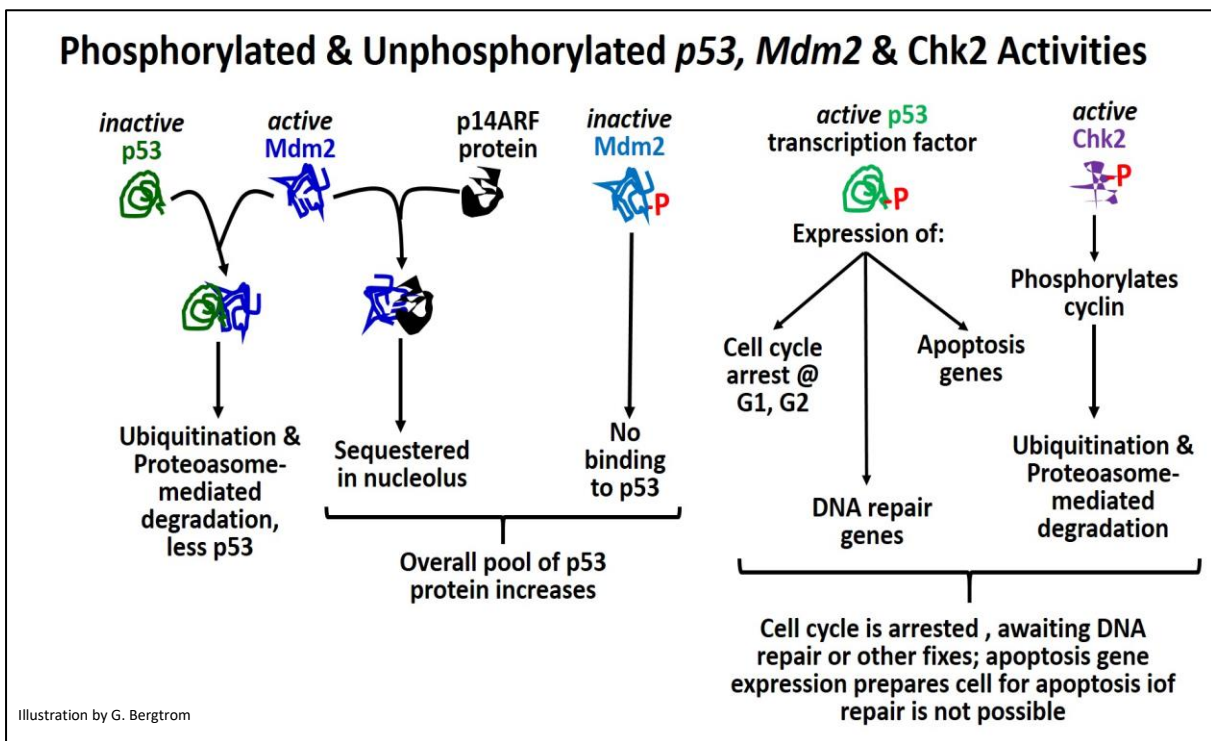 Phosphorylated & Unphosphorylated p53, Mdm2 & Chk2 Activities
inactive
p53
active
Mdm2
p14ARF
protein
inactive
Mdm2
-P
active p53
transcription factor
-P
active
Chk2
-P
Expression of:
Cell cycle
arrest @
G1, G2
DNA repair
genes
Apoptosis
genes
Phosphorylates
cyclin
Ubiquitination &
Proteoasome-
mediated
degradation,
less p53
Sequestered
in nucleolus
No
binding
to p53
Overall pool of p53
protein increases
Ubiquitination &
Proteoasome-
mediated
degradation
Cell cycle is arrested , awaiting DNA
repair or other fixes; apoptosis gene
expression prepares cell for apoptosis iof
repair is not possible
Illustration by G. Bergtrom